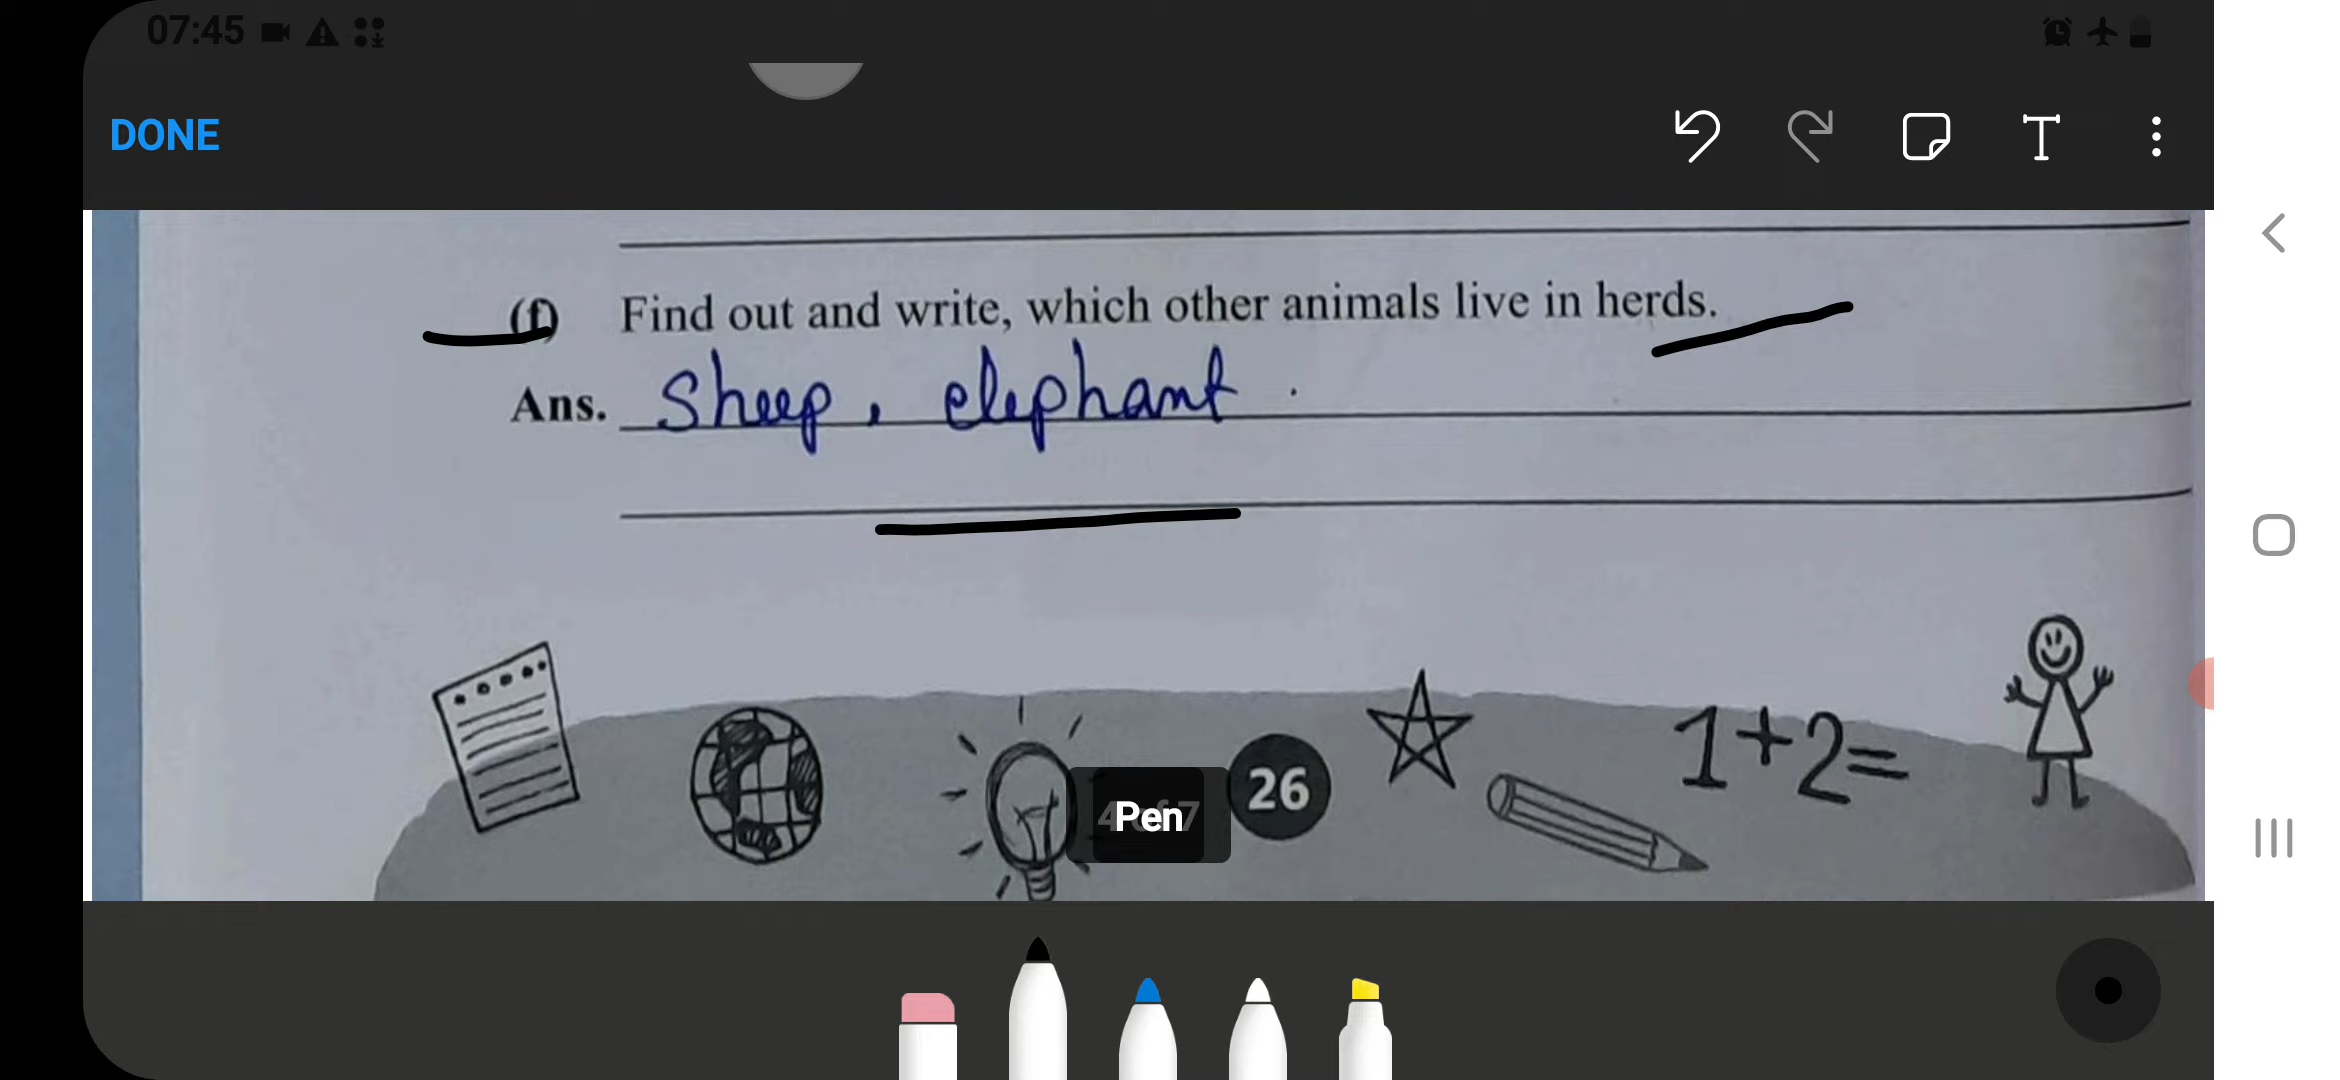 07:45
DONE
T
(f) Find out and write, which other animals live in herds.
Ans. Sheep, elephant.
1+2=
Pen
26